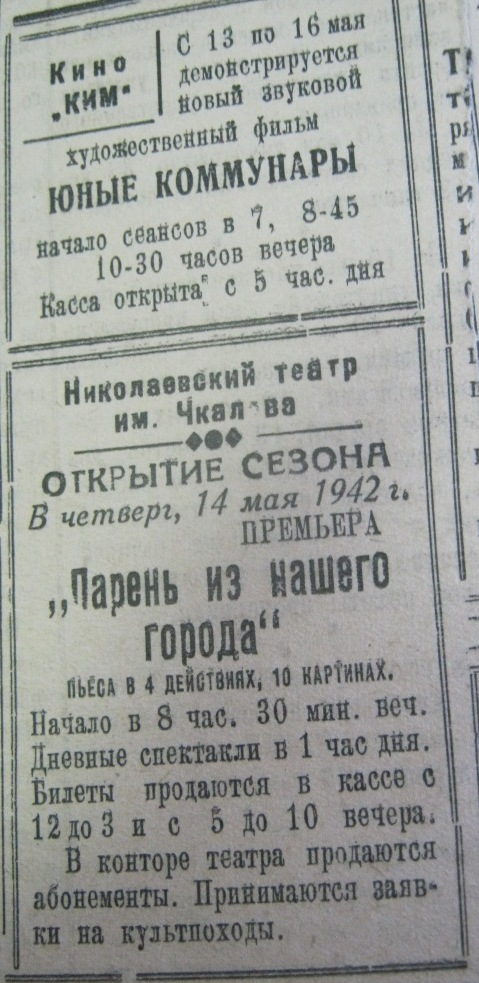 Кино
„КИМ"
С 13 по 16 мая
демонстрируется
новый звуковой
художественный фильм
ЮНЫЕ КОММУНАРЫ
начало сеансов в 7, 8-45
10-30 часов вечера
Касса открыта с 5 час. дня
Николаевский театр
им. Чкалова
ОТКРЫТИЕ СЕЗОНА
В четверг, 14 мая 1942 г.
ПРЕМЬЕРА
„Парень из нашего
города"
ПЬЕСА В 4 ДЕЙСТВИЯХ, 10 КАРТИНАХ.
Начало в 8 час. 30 мин. веч.
Дневные спектакли в 1 час дня.
Билеты продаются в кассе с
12 до 3 и с 5 до 10 вечера.
В конторе театра продаются
абонементы. Принимаются заяв-
ки на культпоходы.